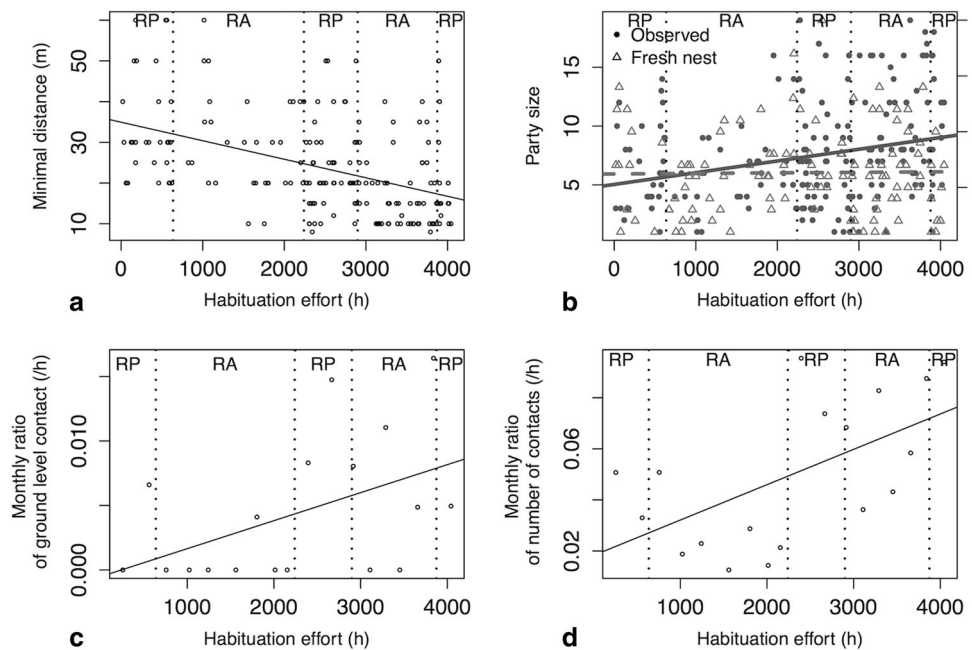 RP RA RP RA RP
50
30
10
Minimal distance (m)
0 1000 2000 3000 4000
Habituation effort (h)
a
RP RA RP RA RP
Observed
Fresh nest
15
10
5
Party size
0 1000 2000 3000 4000
Habituation effort (h)
b
RP RA RP RA RP
0.010
0.000
Monthly ratio
of ground level contact (/h)
1000 2000 3000 4000
Habituation effort (h)
c
RP RA RP RA RP
0.06
0.02
Monthly ratio
of number of contacts (/h)
1000 2000 3000 4000
Habituation effort (h)
d